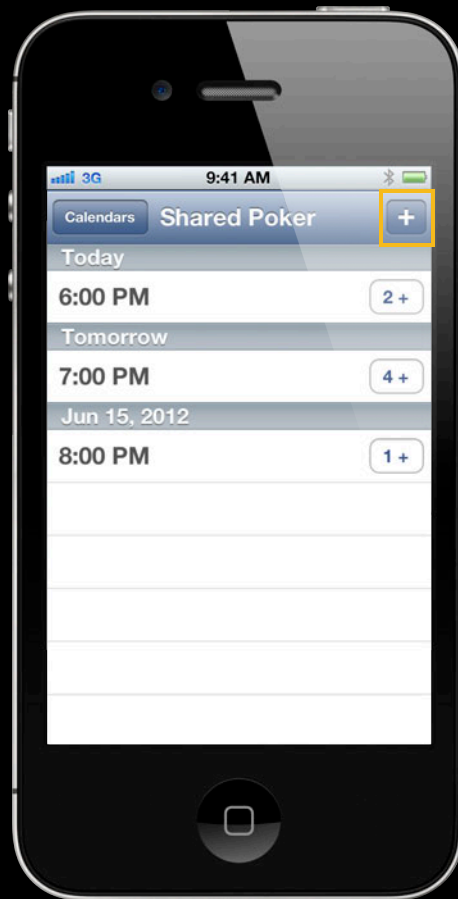 3G 9:41 AM
Calendars Shared Poker +
Today
6:00 PM 2 +
Tomorrow
7:00 PM 4 +
Jun 15, 2012
8:00 PM 1 +